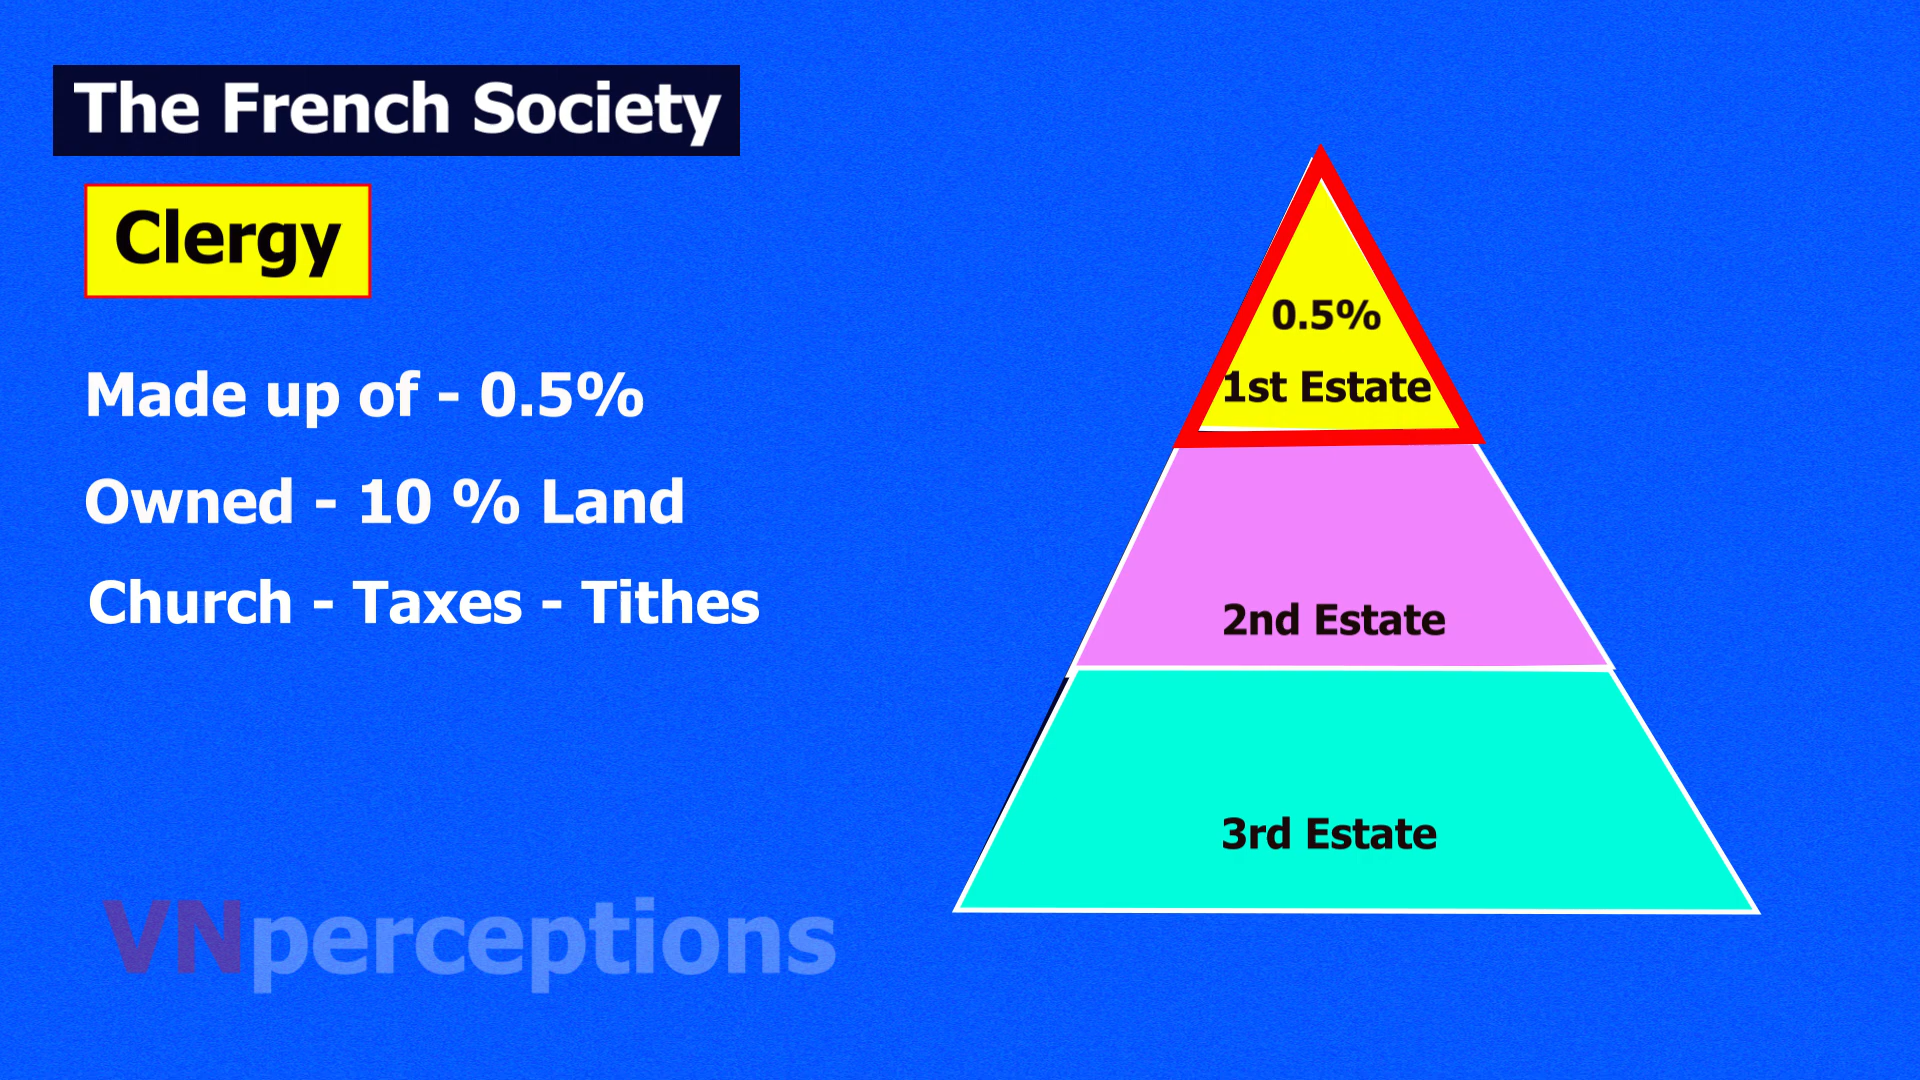 The French Society
Clergy
Made up of - 0.5%
Owned - 10 % Land
Church - Taxes - Tithes
0.5%
1st Estate
2nd Estate
3rd Estate
VNperceptions